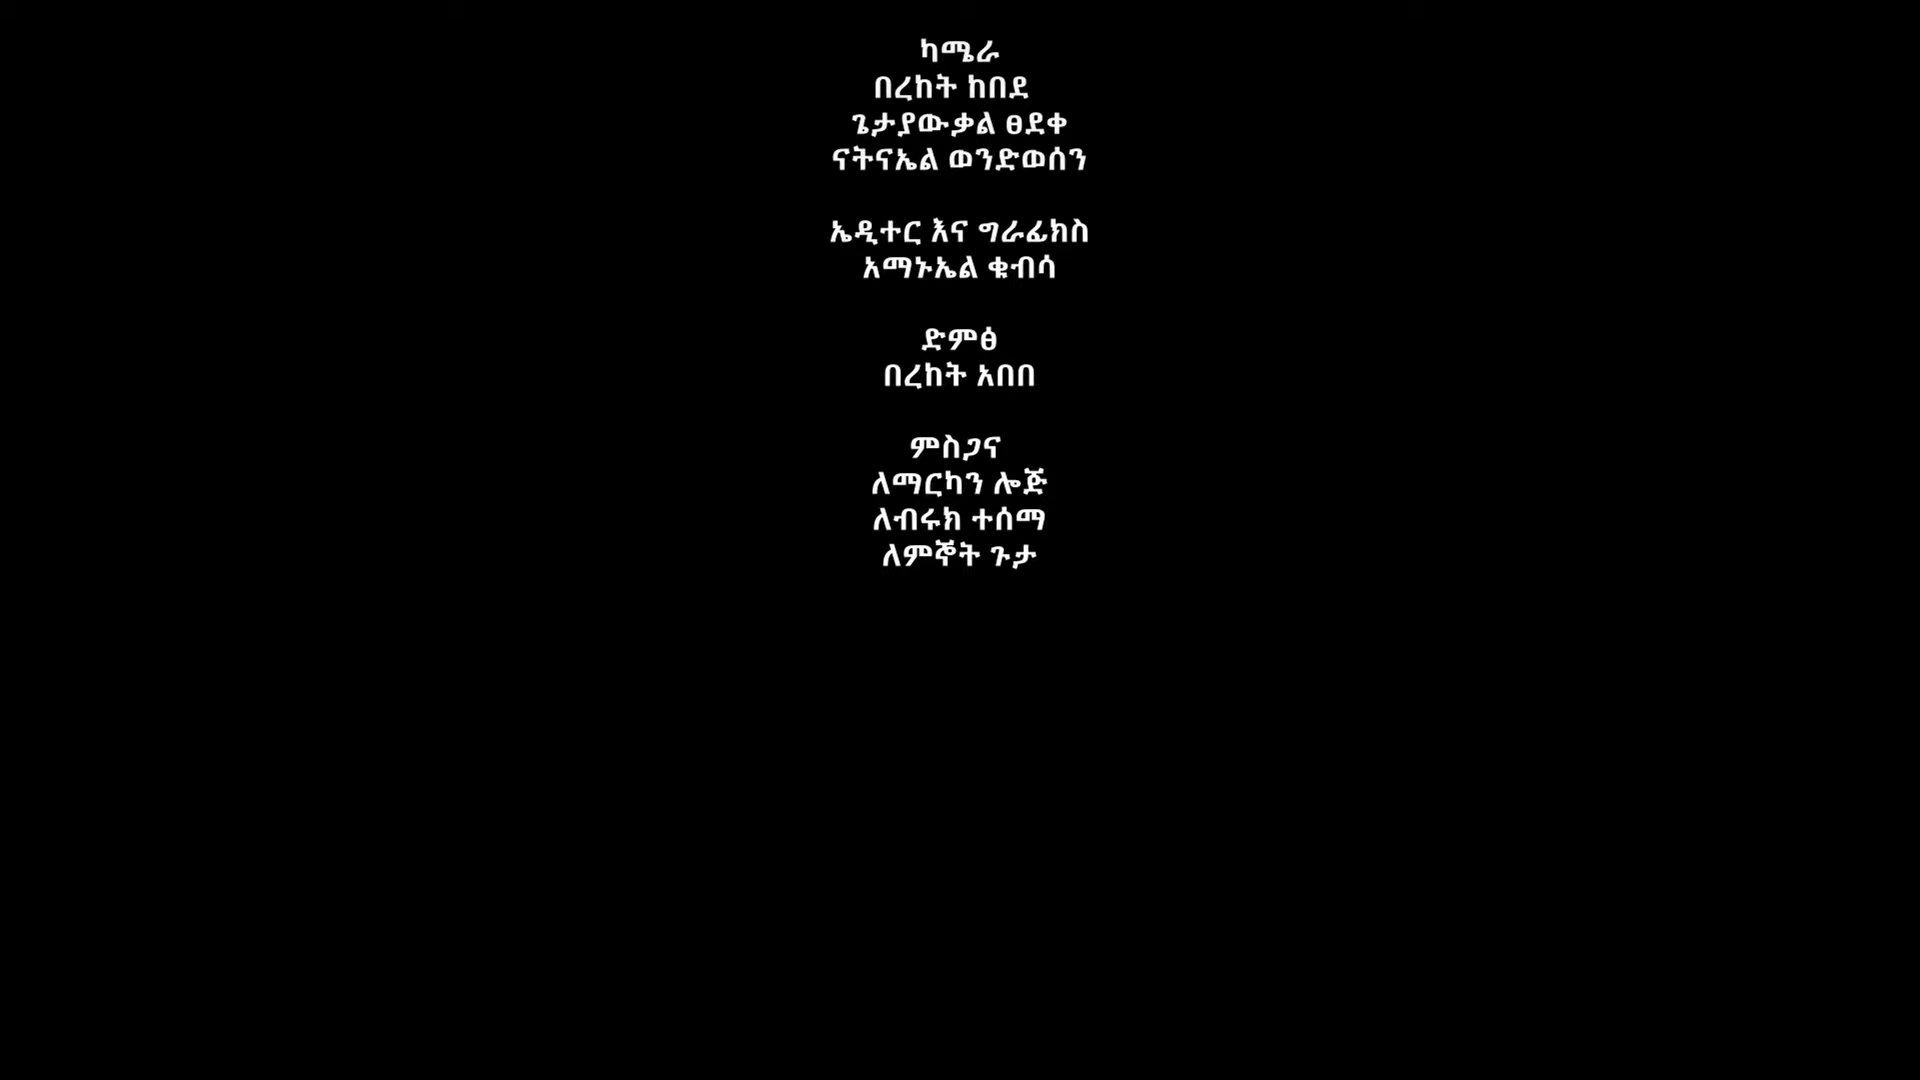 ካሜራ
በረከት ከበደ
ጌታያውቃል ፀደቀ
ናትናኤል ወንድወሰን
ኤዲተር እና ግራፊክስ
አማኑኤል ቁብሳ
ድምፅ
በረከት አበበ
ምስጋና
ለማርካን ሎጅ
ለብሩክ ተሰማ
ለምኞት ጉታ